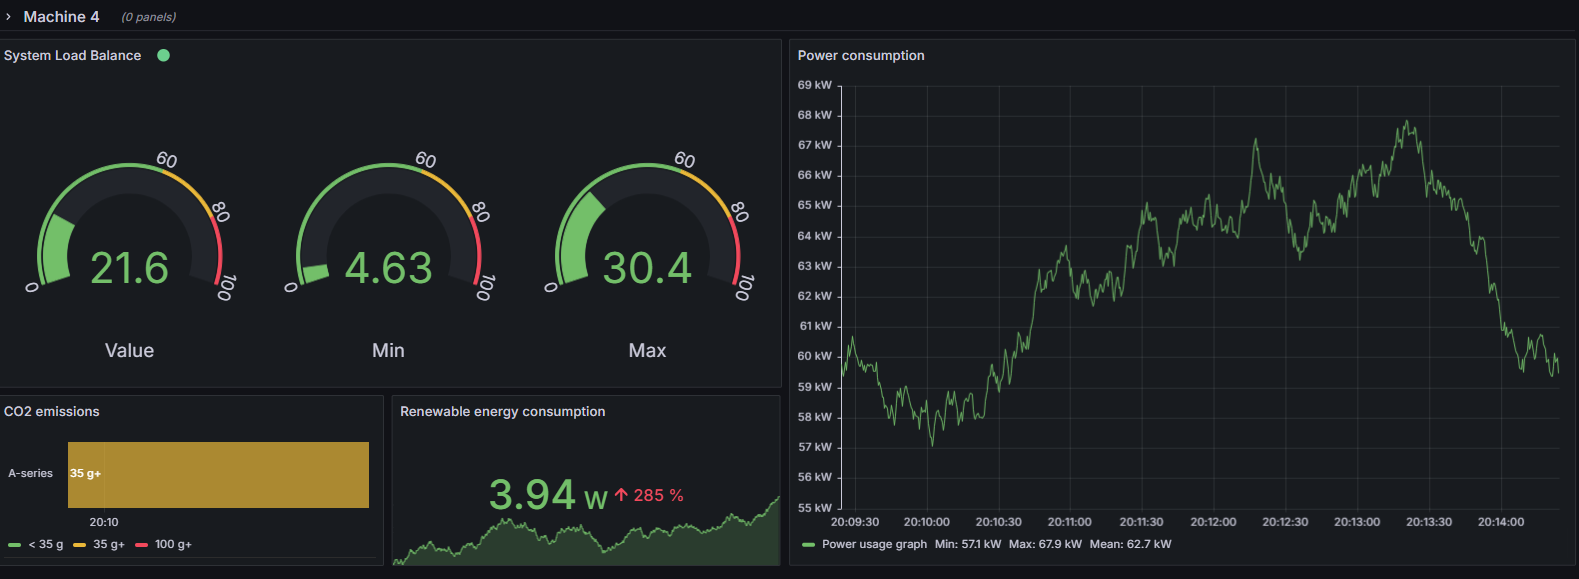 Machine 4 (0 panels)
System Load Balance
0 60 80 100
21.6
Value
0 60 80 100
4.63
Min
0 60 80 100
30.4
Max
Power consumption
69 kW
68 kW
67 kW
66 kW
65 kW
64 kW
63 kW
62 kW
61 kW
60 kW
59 kW
58 kW
57 kW
56 kW
55 kW
20:09:30 20:10:00 20:10:30 20:11:00 20:11:30 20:12:00 20:12:30 20:13:00 20:13:30 20:14:00
Power usage graph Min: 57.1 kW Max: 67.9 kW Mean: 62.7 kW
CO2 emissions
A-series 35 g+
20:10
< 35 g 35 g+ 100 g+
Renewable energy consumption
3.94 W 285 %